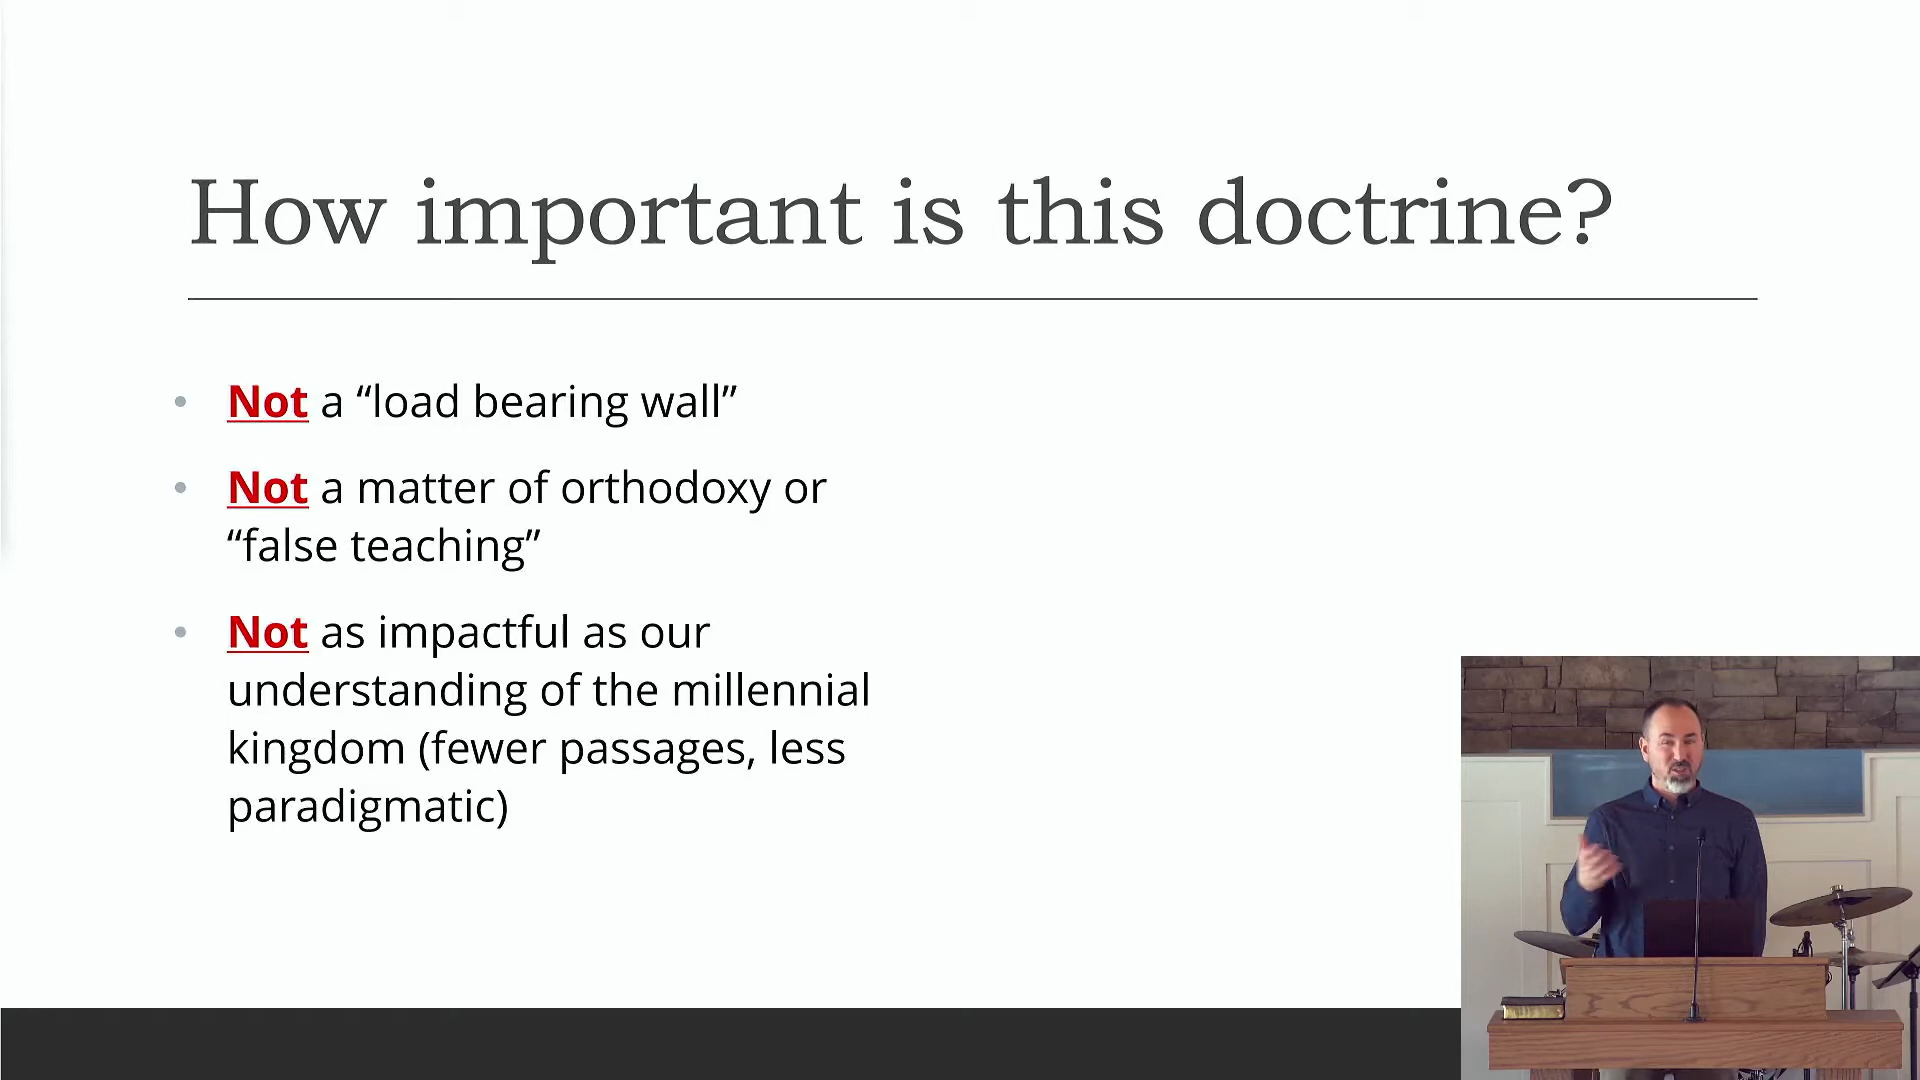 How important is this doctrine?
• Not a “load bearing wall”
• Not a matter of orthodoxy or
“false teaching”
• Not as impactful as our
understanding of the millennial
kingdom (fewer passages, less
paradigmatic)